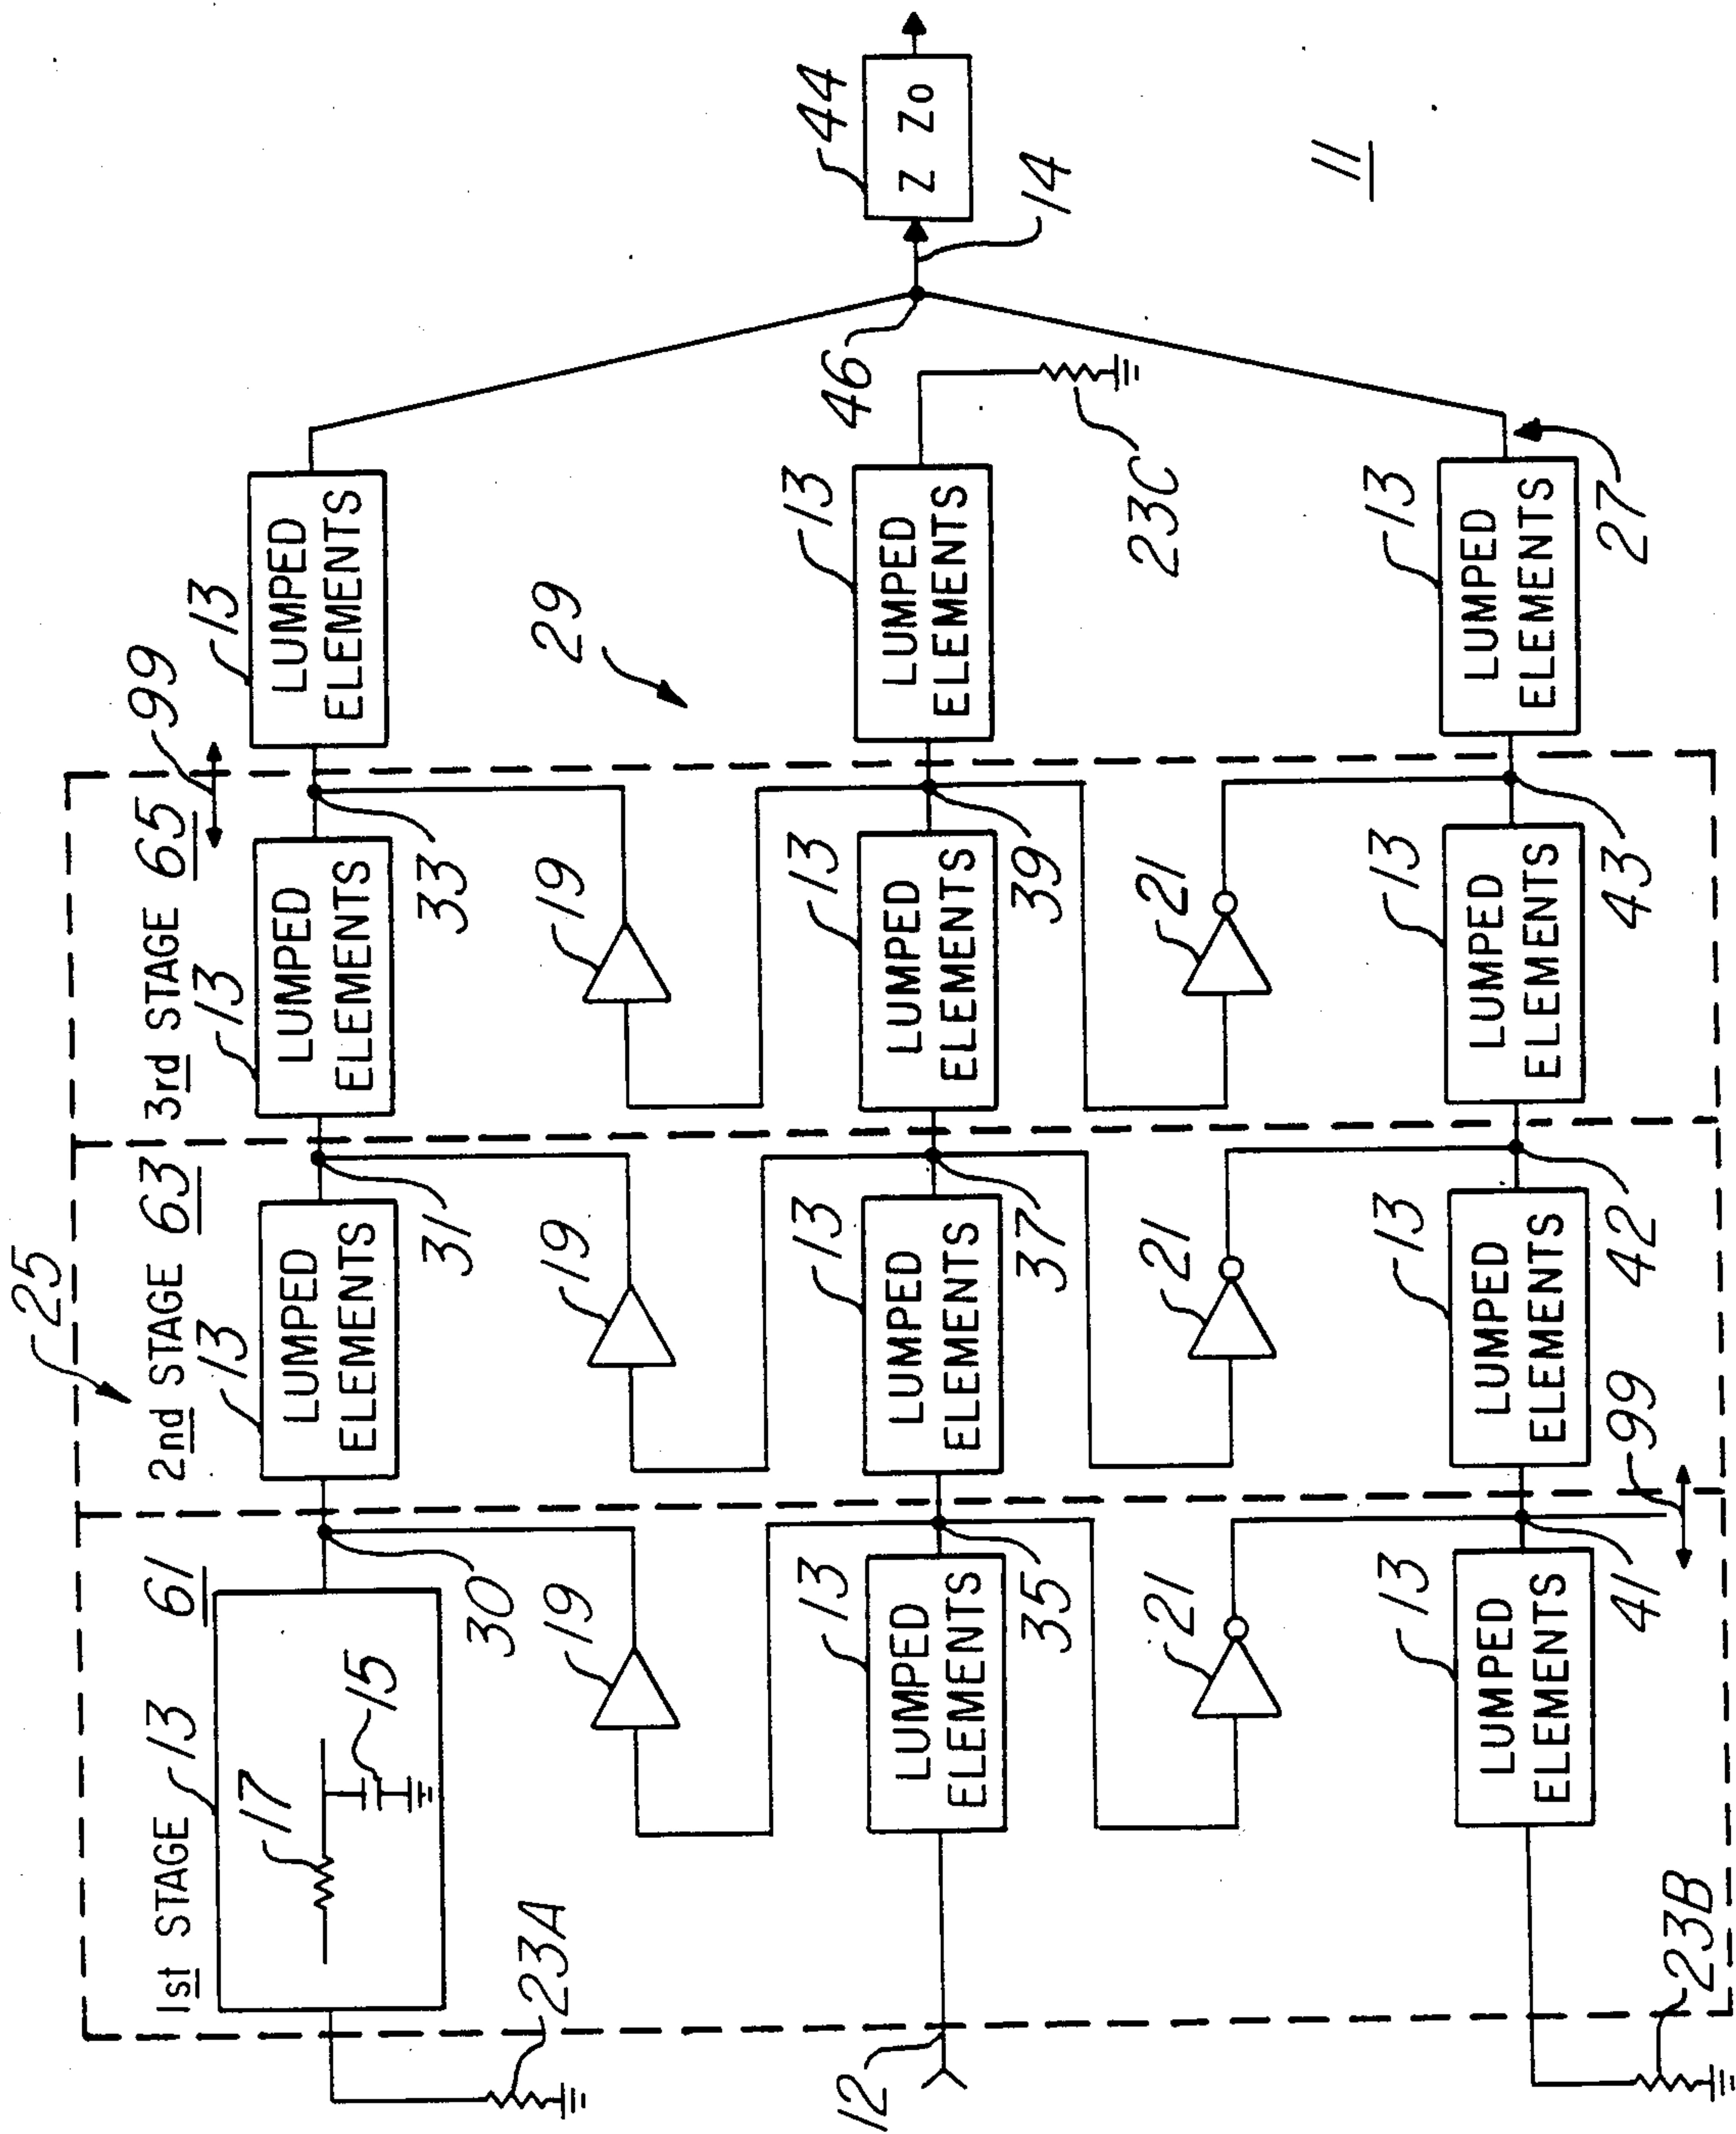 25
99
1st STAGE 13 61
2nd STAGE 63
3rd STAGE 65
13
13
13
17
15
LUMPED ELEMENTS
LUMPED ELEMENTS
LUMPED ELEMENTS
23A
30
31
33
19
19
19
29
44
Z Z0
14
46
12
13
13
13
13
LUMPED ELEMENTS
LUMPED ELEMENTS
LUMPED ELEMENTS
LUMPED ELEMENTS
35
37
39
23C
21
21
21
11
13
13
13
13
LUMPED ELEMENTS
LUMPED ELEMENTS
LUMPED ELEMENTS
LUMPED ELEMENTS
23B
41
99
42
43
27